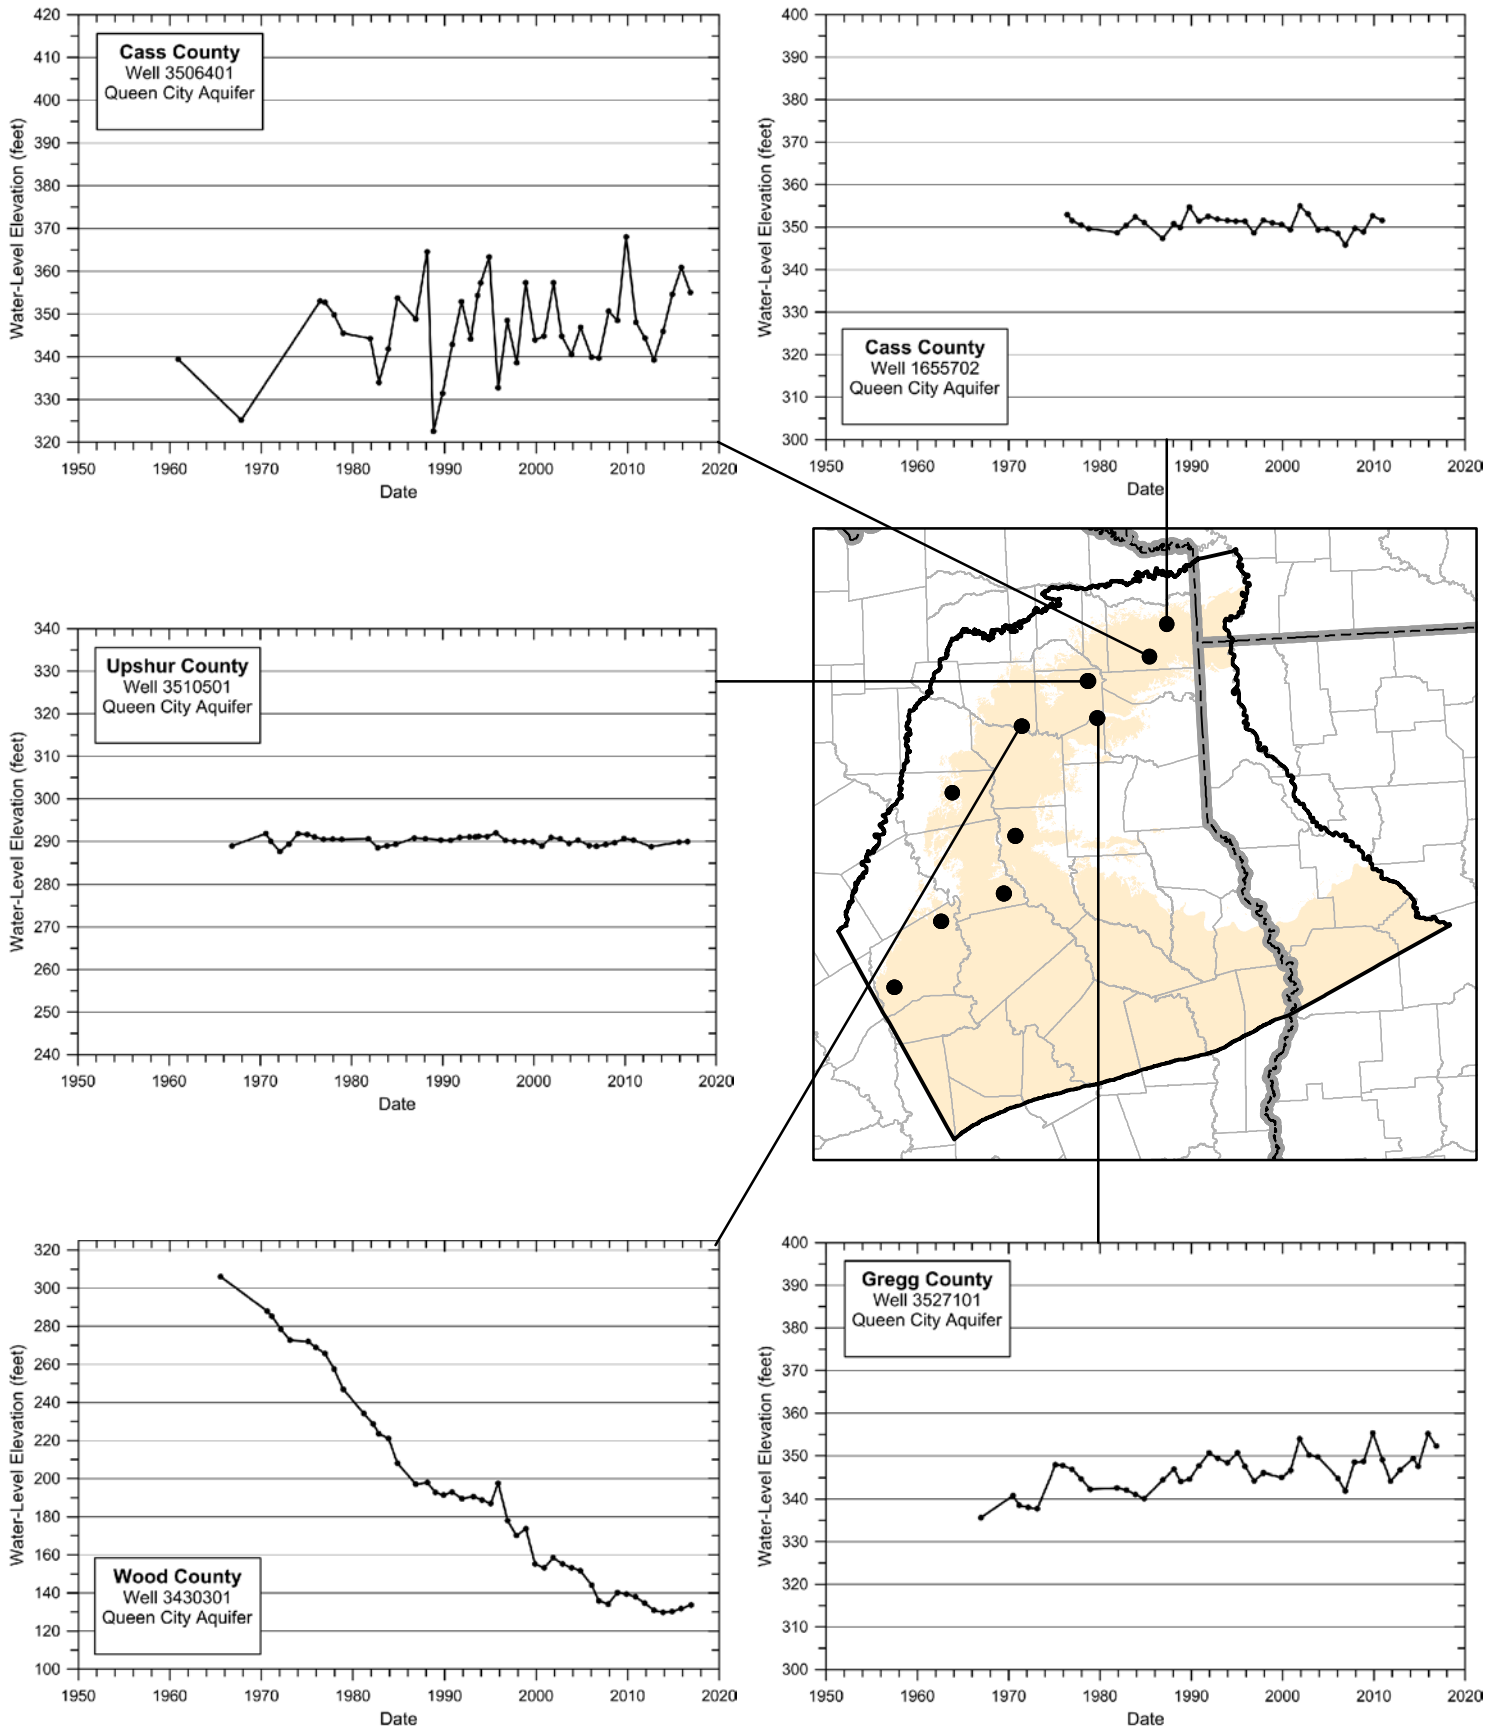 420
410
400
390
380
370
360
350
340
330
320
Water-Level Elevation (feet)
Cass County
Well 3506401
Queen City Aquifer
1950 1960 1970 1980 1990 2000 2010 2020
Date
400
390
380
370
360
350
340
330
320
310
300
Water-Level Elevation (feet)
Cass County
Well 1655702
Queen City Aquifer
1950 1960 1970 1980 1990 2000 2010 2020
Date
340
330
320
310
300
290
280
270
260
250
240
Water-Level Elevation (feet)
Upshur County
Well 3510501
Queen City Aquifer
1950 1960 1970 1980 1990 2000 2010 2020
Date
320
300
280
260
240
220
200
180
160
140
120
100
Water-Level Elevation (feet)
Wood County
Well 3430301
Queen City Aquifer
1950 1960 1970 1980 1990 2000 2010 2020
Date
400
390
380
370
360
350
340
330
320
310
300
Water-Level Elevation (feet)
Gregg County
Well 3527101
Queen City Aquifer
1950 1960 1970 1980 1990 2000 2010 2020
Date